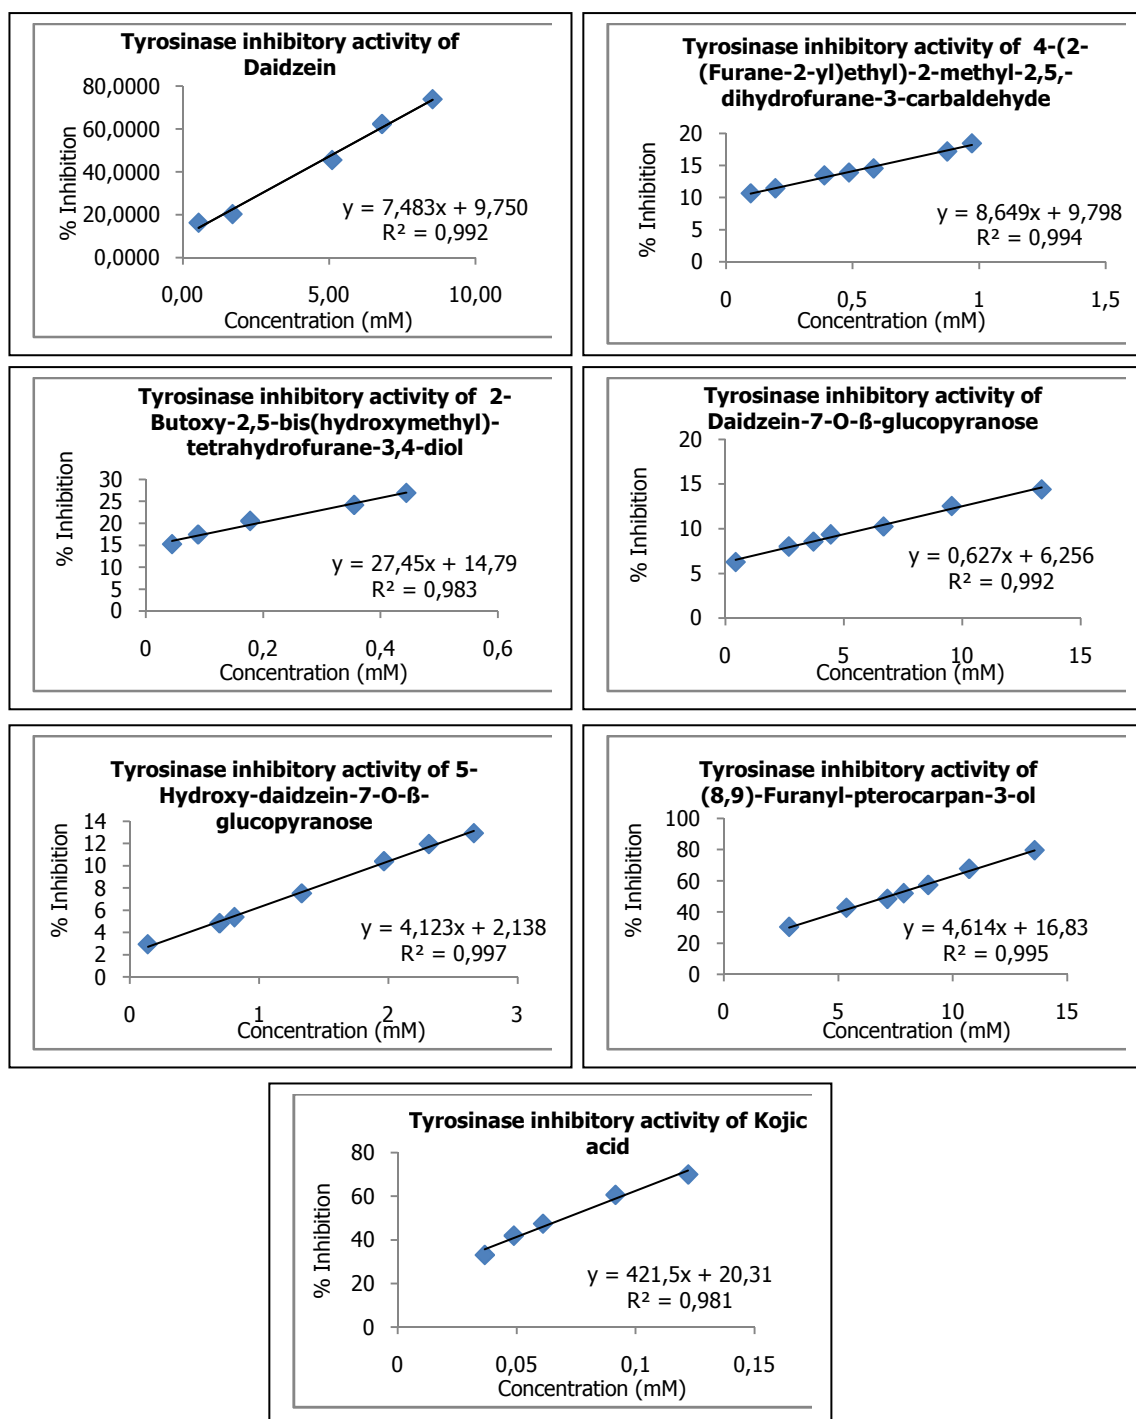 Tyrosinase inhibitory activity of
Daidzein
80,0000
60,0000
40,0000
20,0000
0,0000
% Inhibition
y = 7,483x + 9,750
R² = 0,992
0,00
5,00
10,00
Concentration (mM)
Tyrosinase inhibitory activity of 4-(2-
(Furane-2-yl)ethyl)-2-methyl-2,5,-
dihydrofurane-3-carbaldehyde
20
15
10
5
0
% Inhibition
y = 8,649x + 9,798
R² = 0,994
0
0,5
1
1,5
Concentration (mM)
Tyrosinase inhibitory activity of 2-
Butoxy-2,5-bis(hydroxymethyl)-
tetrahydrofurane-3,4-diol
30
25
20
15
10
5
0
% Inhibition
y = 27,45x + 14,79
R² = 0,983
0
0,2
0,4
0,6
Concentration (mM)
Tyrosinase inhibitory activity of
Daidzein-7-O-ß-glucopyranose
20
15
10
5
0
% Inhibition
y = 0,627x + 6,256
R² = 0,992
0
5
10
15
Concentration (mM)
Tyrosinase inhibitory activity of 5-
Hydroxy-daidzein-7-O-ß-
glucopyranose
14
12
10
8
6
4
2
0
% Inhibition
y = 4,123x + 2,138
R² = 0,997
0
1
2
3
Concentration (mM)
Tyrosinase inhibitory activity of
(8,9)-Furanyl-pterocarpan-3-ol
100
80
60
40
20
0
% Inhibition
y = 4,614x + 16,83
R² = 0,995
0
5
10
15
Concentration (mM)
Tyrosinase inhibitory activity of Kojic
acid
80
60
40
20
0
% Inhibition
y = 421,5x + 20,31
R² = 0,981
0
0,05
0,1
0,15
Concentration (mM)